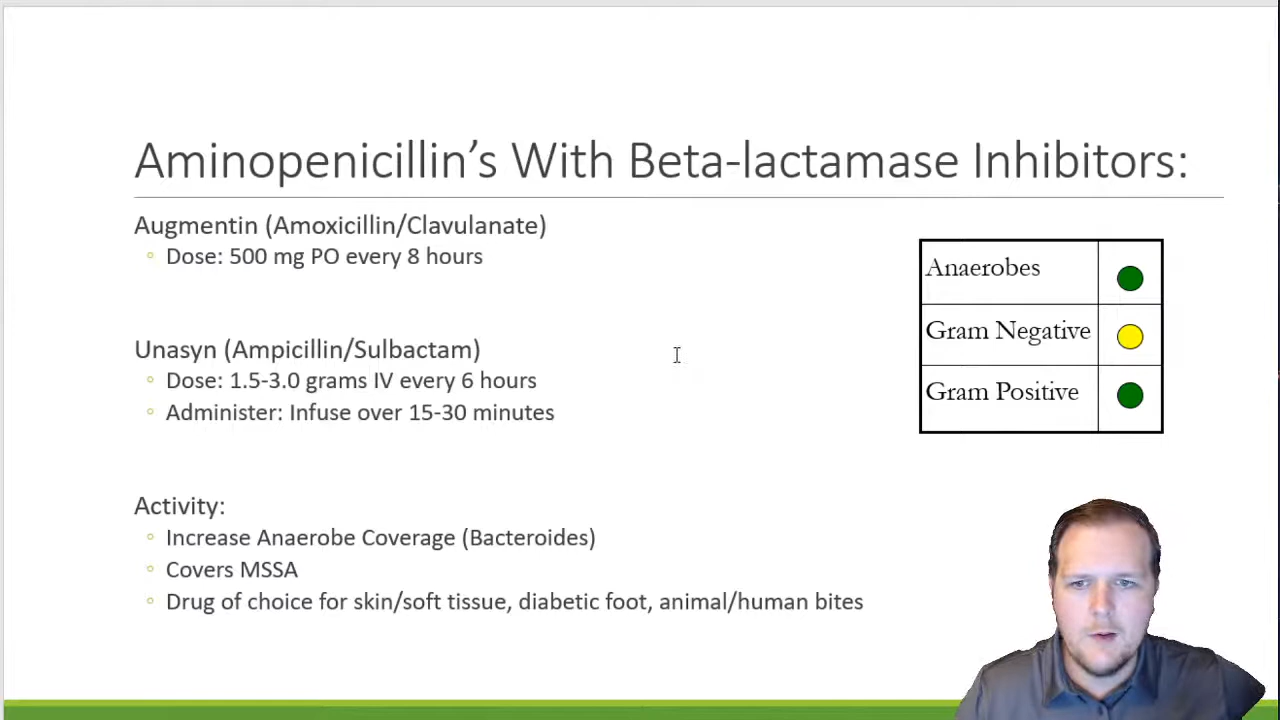 Aminopenicillin’s With Beta-lactamase Inhibitors:
Augmentin (Amoxicillin/Clavulanate)
Dose: 500 mg PO every 8 hours
Unasyn (Ampicillin/Sulbactam)
Dose: 1.5-3.0 grams IV every 6 hours
Administer: Infuse over 15-30 minutes
Activity:
Increase Anaerobe Coverage (Bacteroides)
Covers MSSA
Drug of choice for skin/soft tissue, diabetic foot, animal/human bites
Anaerobes
Gram Negative
Gram Positive